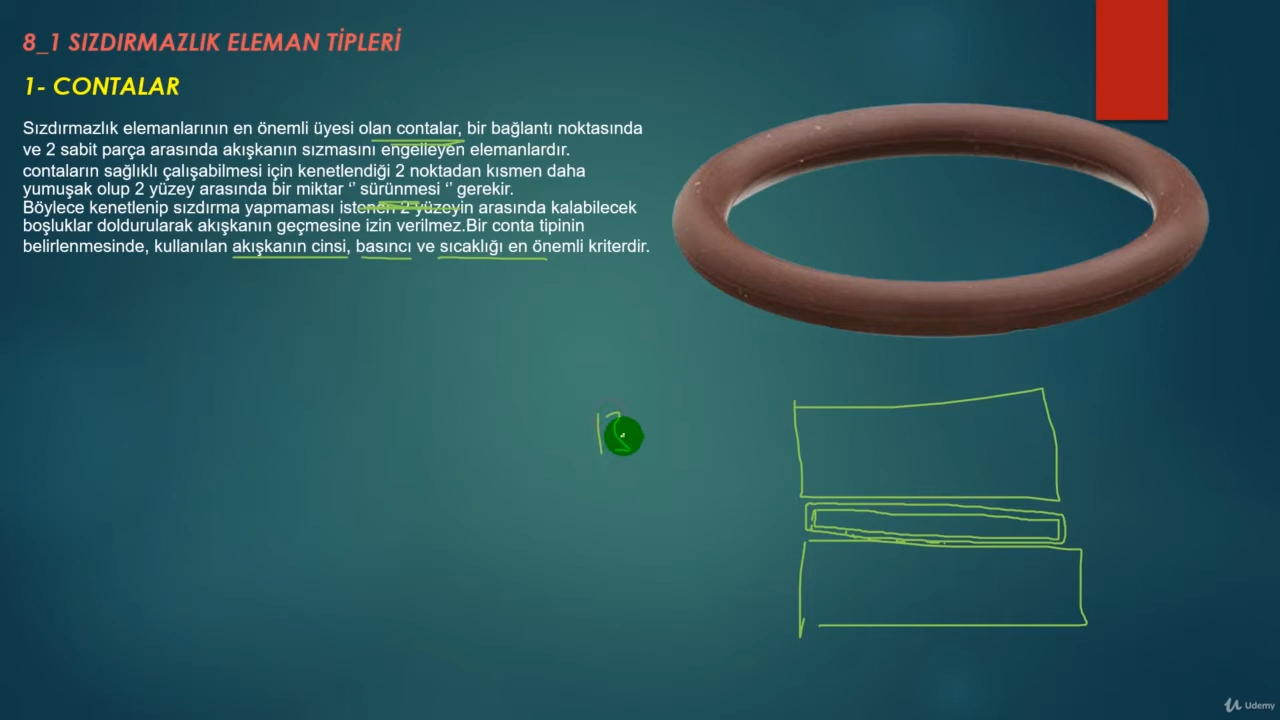 8_1 SIZDIRMAZLIK ELEMAN TİPLERİ
1- CONTALAR
Sızdırmazlık elemanlarının en önemli üyesi olan contalar, bir bağlantı noktasında
ve 2 sabit parça arasında akışkanın sızmasını engelleyen elemanlardır.
contaların sağlıklı çalışabilmesi için kenetlendiği 2 noktadan kısmen daha
yumuşak olup 2 yüzey arasında bir miktar ‘’ sürünmesi ‘’ gerekir.
Böylece kenetlenip sızdırma yapmaması istenen 2 yüzeyin arasında kalabilecek
boşluklar doldurularak akışkanın geçmesine izin verilmez.Bir conta tipinin
belirlenmesinde, kullanılan akışkanın cinsi, basıncı ve sıcaklığı en önemli kriterdir.
12
Udemy